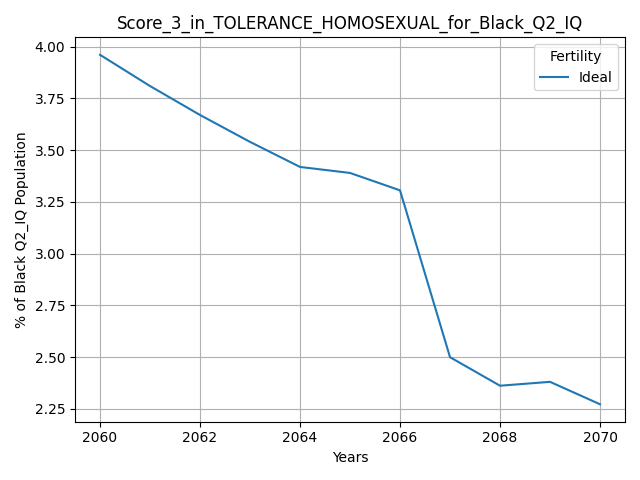 Score_3_in_TOLERANCE_HOMOSEXUAL_for_Black_Q2_IQ
Fertility
Ideal
4.00
3.75
3.50
3.25
3.00
2.75
2.50
2.25
% of Black Q2_IQ Population
2060
2062
2064
2066
2068
2070
Years